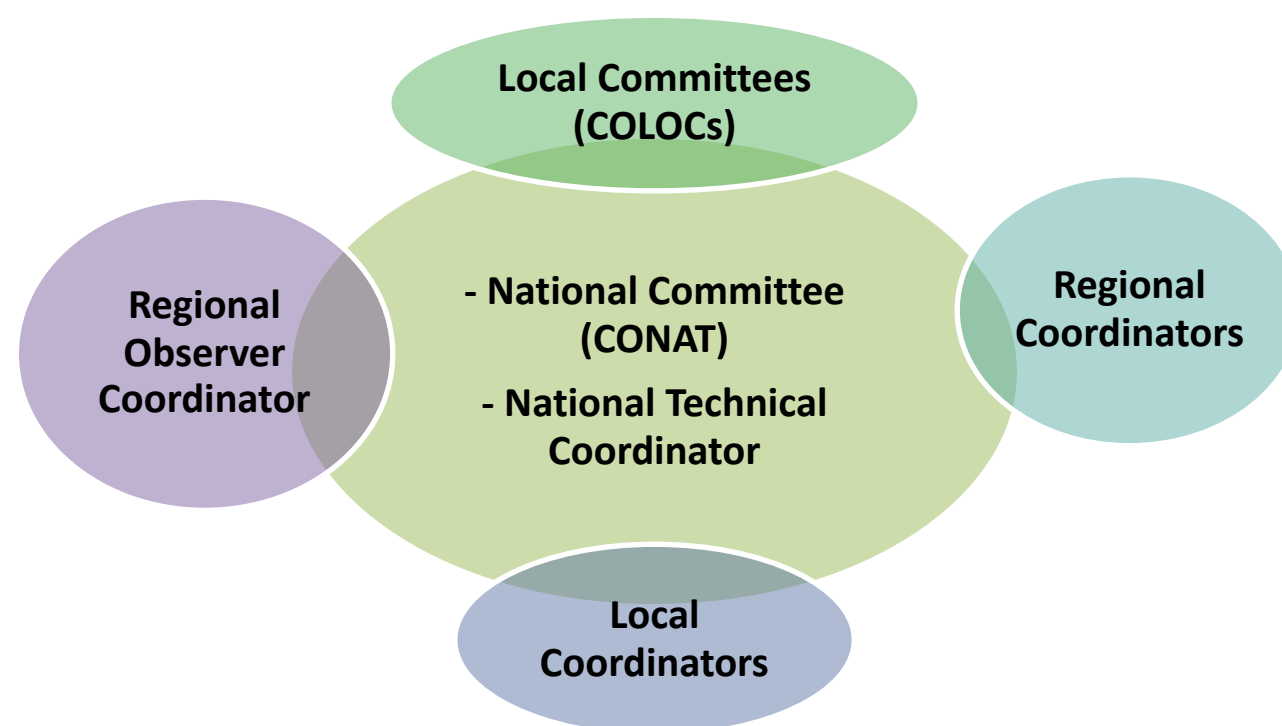 Local Committees
(COLOCs)
Regional
Observer
Coordinator
- National Committee
(CONAT)
- National Technical
Coordinator
Regional
Coordinators
Local
Coordinators